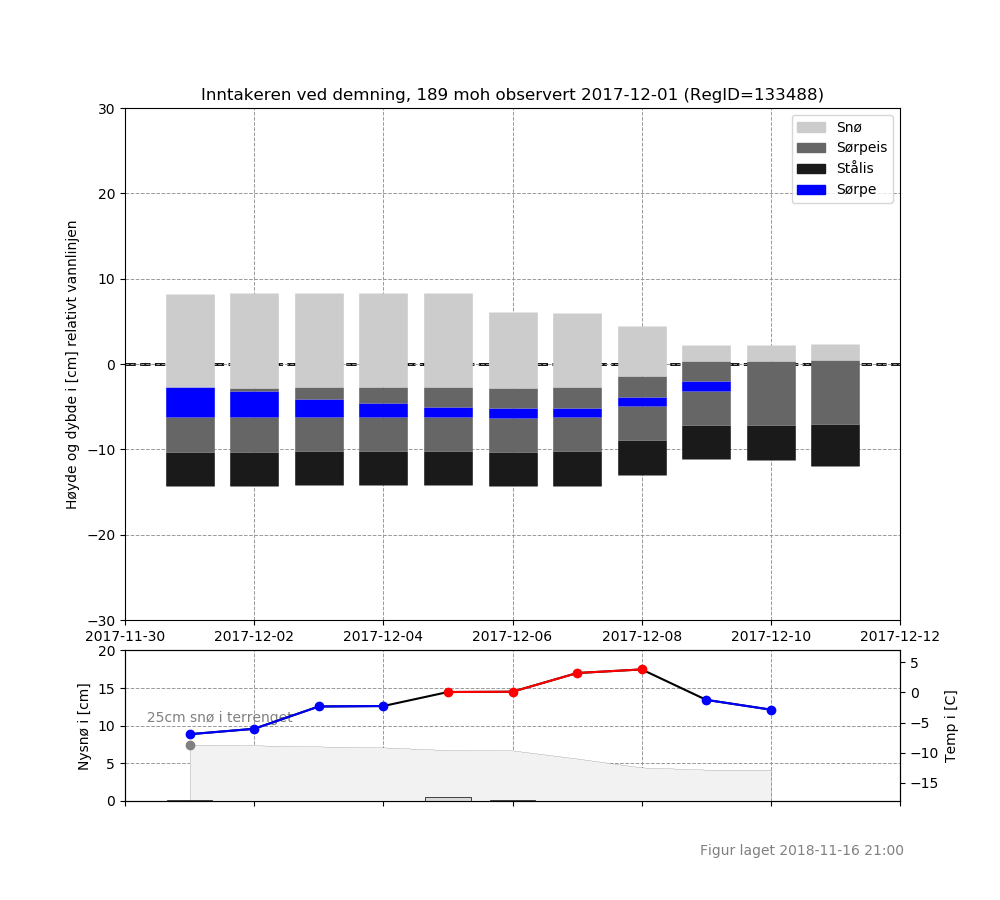 Inntakeren ved demning, 189 moh observert 2017-12-01 (RegID=133488)
Høyde og dybde i [cm] relativt vannlinjen
30
20
10
0
−10
−20
−30
Snø
Sørpeis
Stålis
Sørpe
2017-11-30 2017-12-02 2017-12-04 2017-12-06 2017-12-08 2017-12-10 2017-12-12
Nysnø i [cm]
20
15
10
5
0
25cm snø i terrenget
5
0
−5
−10
−15
Temp i [C]
Figur laget 2018-11-16 21:00